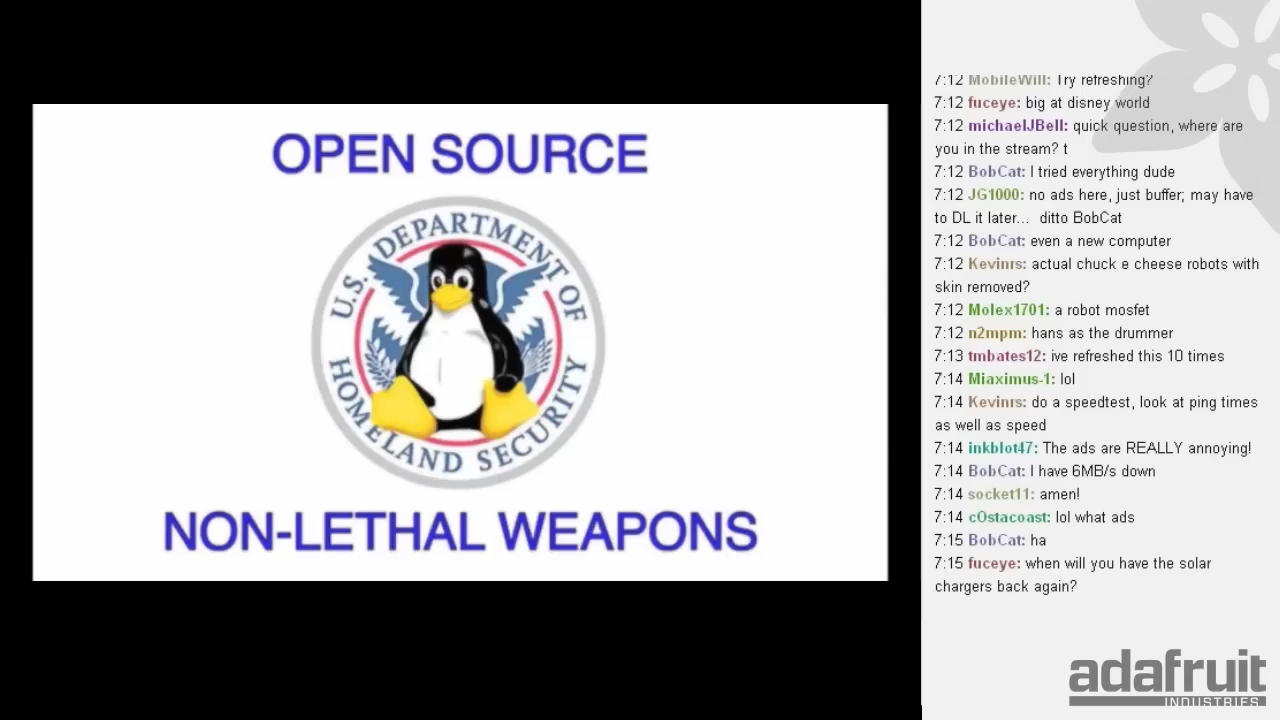 OPEN SOURCE
U.S. DEPARTMENT OF
HOMELAND SECURITY
NON-LETHAL WEAPONS
7:12 MobileWill: Try refreshing?
7:12 fuceye: big at disney world
7:12 michaelJBell: quick question, where are
you in the stream? t
7:12 BobCat: I tried everything dude
7:12 JG1000: no ads here, just buffer; may have
to DL it later... ditto BobCat
7:12 BobCat: even a new computer
7:12 Kevinrs: actual chuck e cheese robots with
skin removed?
7:12 Molex1701: a robot mosfet
7:12 n2mpm: hans as the drummer
7:13 tmbates12: ive refreshed this 10 times
7:14 Miaximus-1: lol
7:14 Kevinrs: do a speedtest, look at ping times
as well as speed
7:14 inkblot47: The ads are REALLY annoying!
7:14 BobCat: I have 6MB/s down
7:14 socket11: amen!
7:14 cOstacoast: lol what ads
7:15 BobCat: ha
7:15 fuceye: when will you have the solar
chargers back again?
adafruit
INDUSTRIES